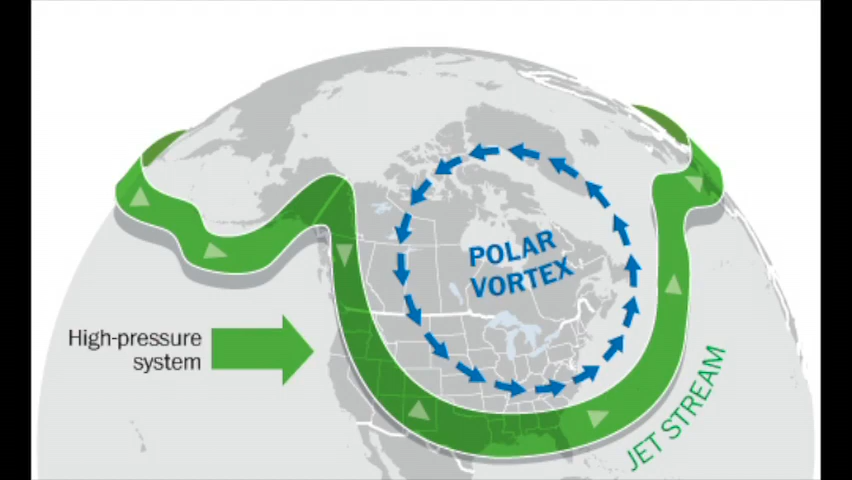 POLAR
VORTEX
High-pressure
system
JET STREAM